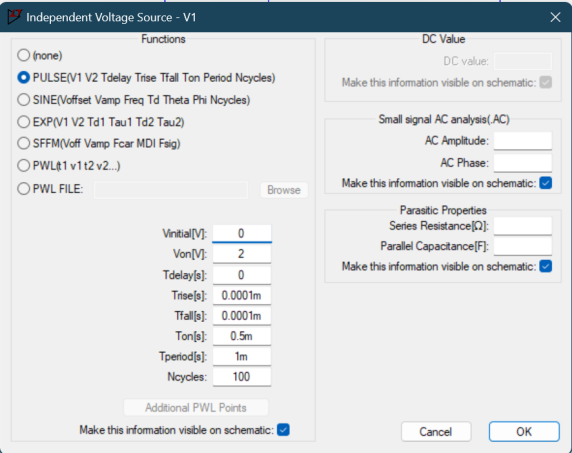 Independent Voltage Source - V1
Functions
(none)
PULSE(V1 V2 Tdelay Trise Tfall Ton Period Ncycles)
SINE(Voffset Vamp Freq Td Theta Phi Ncycles)
EXP(V1 V2 Td1 Tau1 Td2 Tau2)
SFFM(Voff Vamp Fcar MDI Fsig)
PWL(t1 v1 t2 v2...)
PWL FILE:
Browse
Vinitial[V]: 0
Von[V]: 2
Tdelay[s]: 0
Trise[s]: 0.0001m
Tfall[s]: 0.0001m
Ton[s]: 0.5m
Tperiod[s]: 1m
Ncycles: 100
Additional PWL Points
Make this information visible on schematic:
DC Value
DC value:
Make this information visible on schematic:
Small signal AC analysis(.AC)
AC Amplitude:
AC Phase:
Make this information visible on schematic:
Parasitic Properties
Series Resistance[Ω]:
Parallel Capacitance[F]:
Make this information visible on schematic:
Cancel
OK